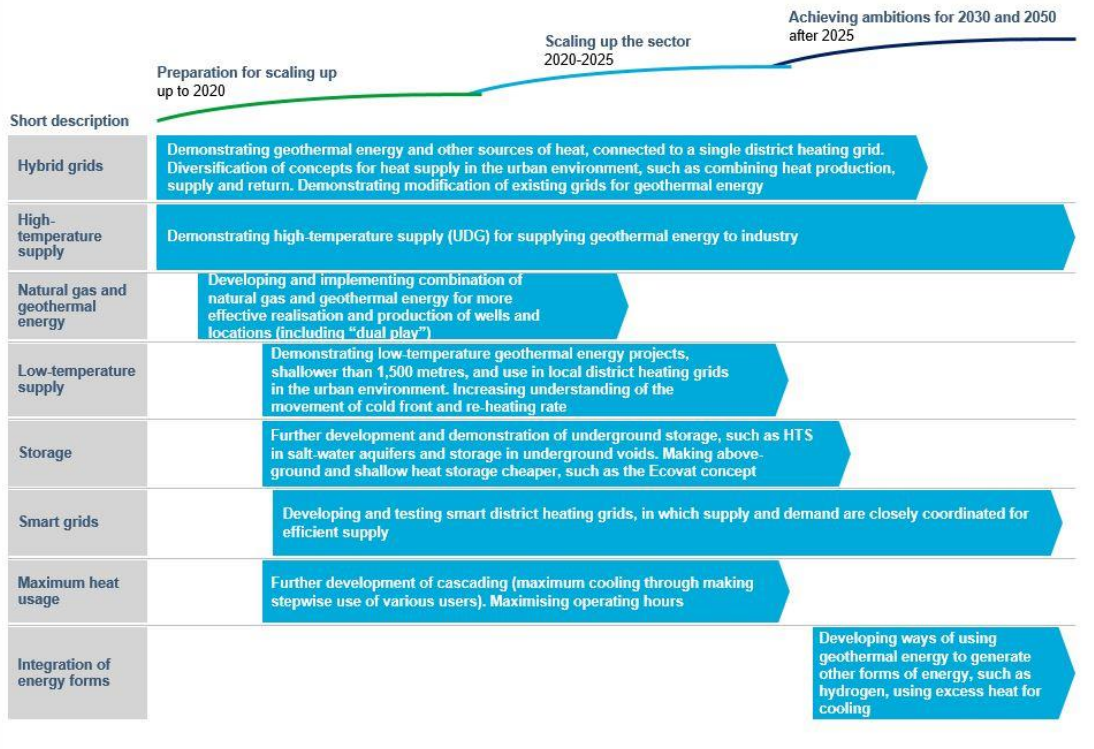 Achieving ambitions for 2030 and 2050
after 2025
Scaling up the sector
2020-2025
Preparation for scaling up
up to 2020
Short description
Hybrid grids
Demonstrating geothermal energy and other sources of heat, connected to a single district heating grid.
Diversification of concepts for heat supply in the urban environment, such as combining heat production,
supply and return. Demonstrating modification of existing grids for geothermal energy
High-
temperature
supply
Demonstrating high-temperature supply (UDG) for supplying geothermal energy to industry
Natural gas and
geothermal
energy
Developing and implementing combination of
natural gas and geothermal energy for more
effective realisation and production of wells and
locations (including “dual play”)
Low-temperature
supply
Demonstrating low-temperature geothermal energy projects,
shallower than 1,500 metres, and use in local district heating grids
in the urban environment. Increasing understanding of the
movement of cold front and re-heating rate
Storage
Further development and demonstration of underground storage, such as HTS
in salt-water aquifers and storage in underground voids. Making above-
ground and shallow heat storage cheaper, such as the Ecovat concept
Smart grids
Developing and testing smart district heating grids, in which supply and demand are closely coordinated for
efficient supply
Maximum heat
usage
Further development of cascading (maximum cooling through making
stepwise use of various users). Maximising operating hours
Integration of
energy forms
Developing ways of using
geothermal energy to generate
other forms of energy, such as
hydrogen, using excess heat for
cooling